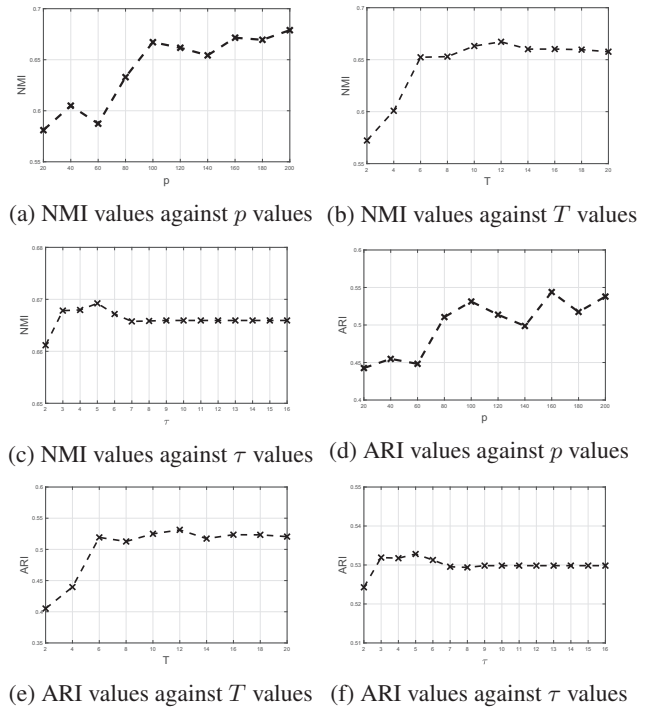 0.7
0.65
0.6
0.55
NMI
20 40 60 80 100 120 140 160 180 200
p
(a) NMI values against p values
0.7
0.65
0.6
0.55
NMI
2 4 6 8 10 12 14 16 18 20
T
(b) NMI values against T values
0.68
0.67
0.66
0.65
NMI
2 3 4 5 6 7 8 9 10 11 12 13 14 15 16
τ
(c) NMI values against τ values
0.6
0.55
0.5
0.45
0.4
ARI
20 40 60 80 100 120 140 160 180 200
p
(d) ARI values against p values
0.6
0.55
0.5
0.45
0.4
0.35
ARI
2 4 6 8 10 12 14 16 18 20
T
(e) ARI values against T values
0.55
0.54
0.53
0.52
0.51
ARI
2 3 4 5 6 7 8 9 10 11 12 13 14 15 16
τ
(f) ARI values against τ values